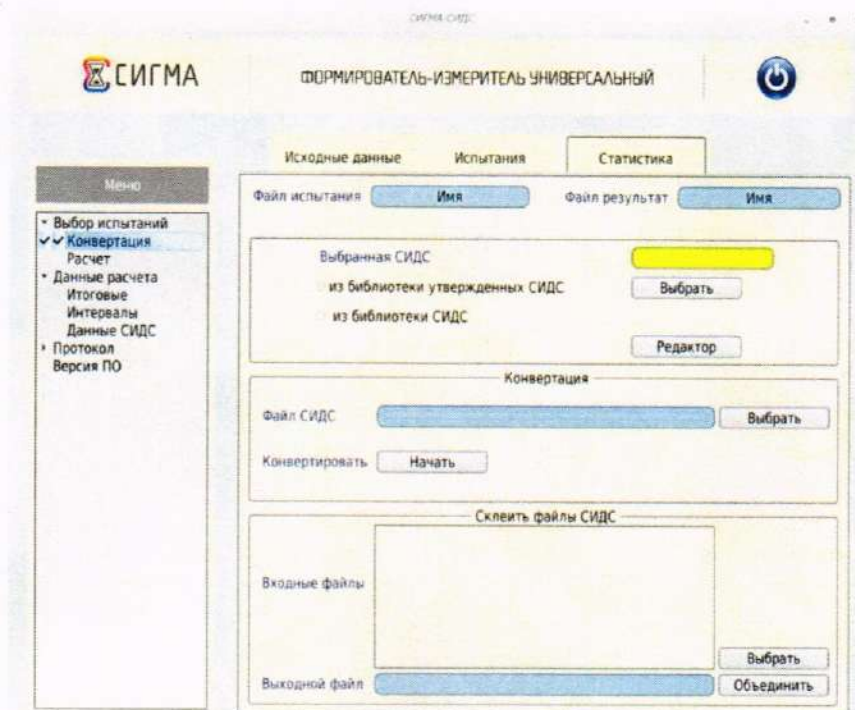 СИГМА-СИДС
СИГМА
ФОРМИРОВАТЕЛЬ-ИЗМЕРИТЕЛЬ УНИВЕРСАЛЬНЫЙ
Исходные данные Испытания Статистика
Меню
Файл испытания Имя Файл результат Имя
Выбор испытаний
Конвертация
Расчет
Данные расчета
Итоговые
Интервалы
Данные СИДС
Протокол
Версия ПО
Выбранная СИДС
из библиотеки утвержденных СИДС Выбрать
из библиотеки СИДС
Редактор
Конвертация
Файл СИДС Выбрать
Конвертировать Начать
Склеить файлы СИДС
Входные файлы
Выбрать
Выходной файл Объединить